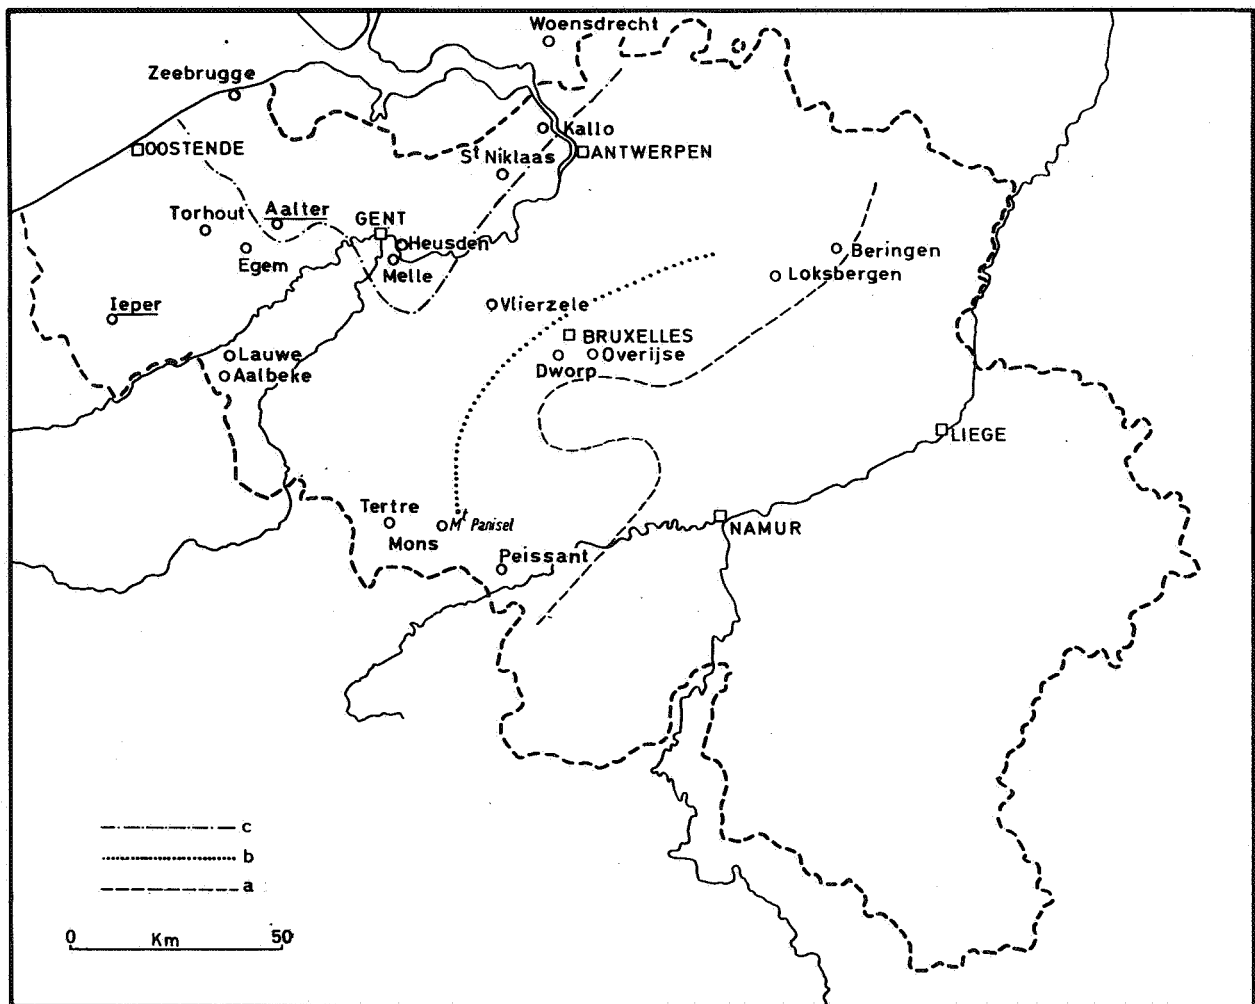 Woensdrecht
Zeebrugge
Kallo
OOSTENDE
St Niklaas
ANTWERPEN
Torhout
Aalter
GENT
Heusden
Egem
Melle
Beringen
Loksbergen
Ieper
Vlierzele
BRUXELLES
Lauwe
Overijse
Aalbeke
Dworp
LIEGE
Tertre
Mt Panisel
NAMUR
Mons
Peissant
c
b
a
0 Km 50